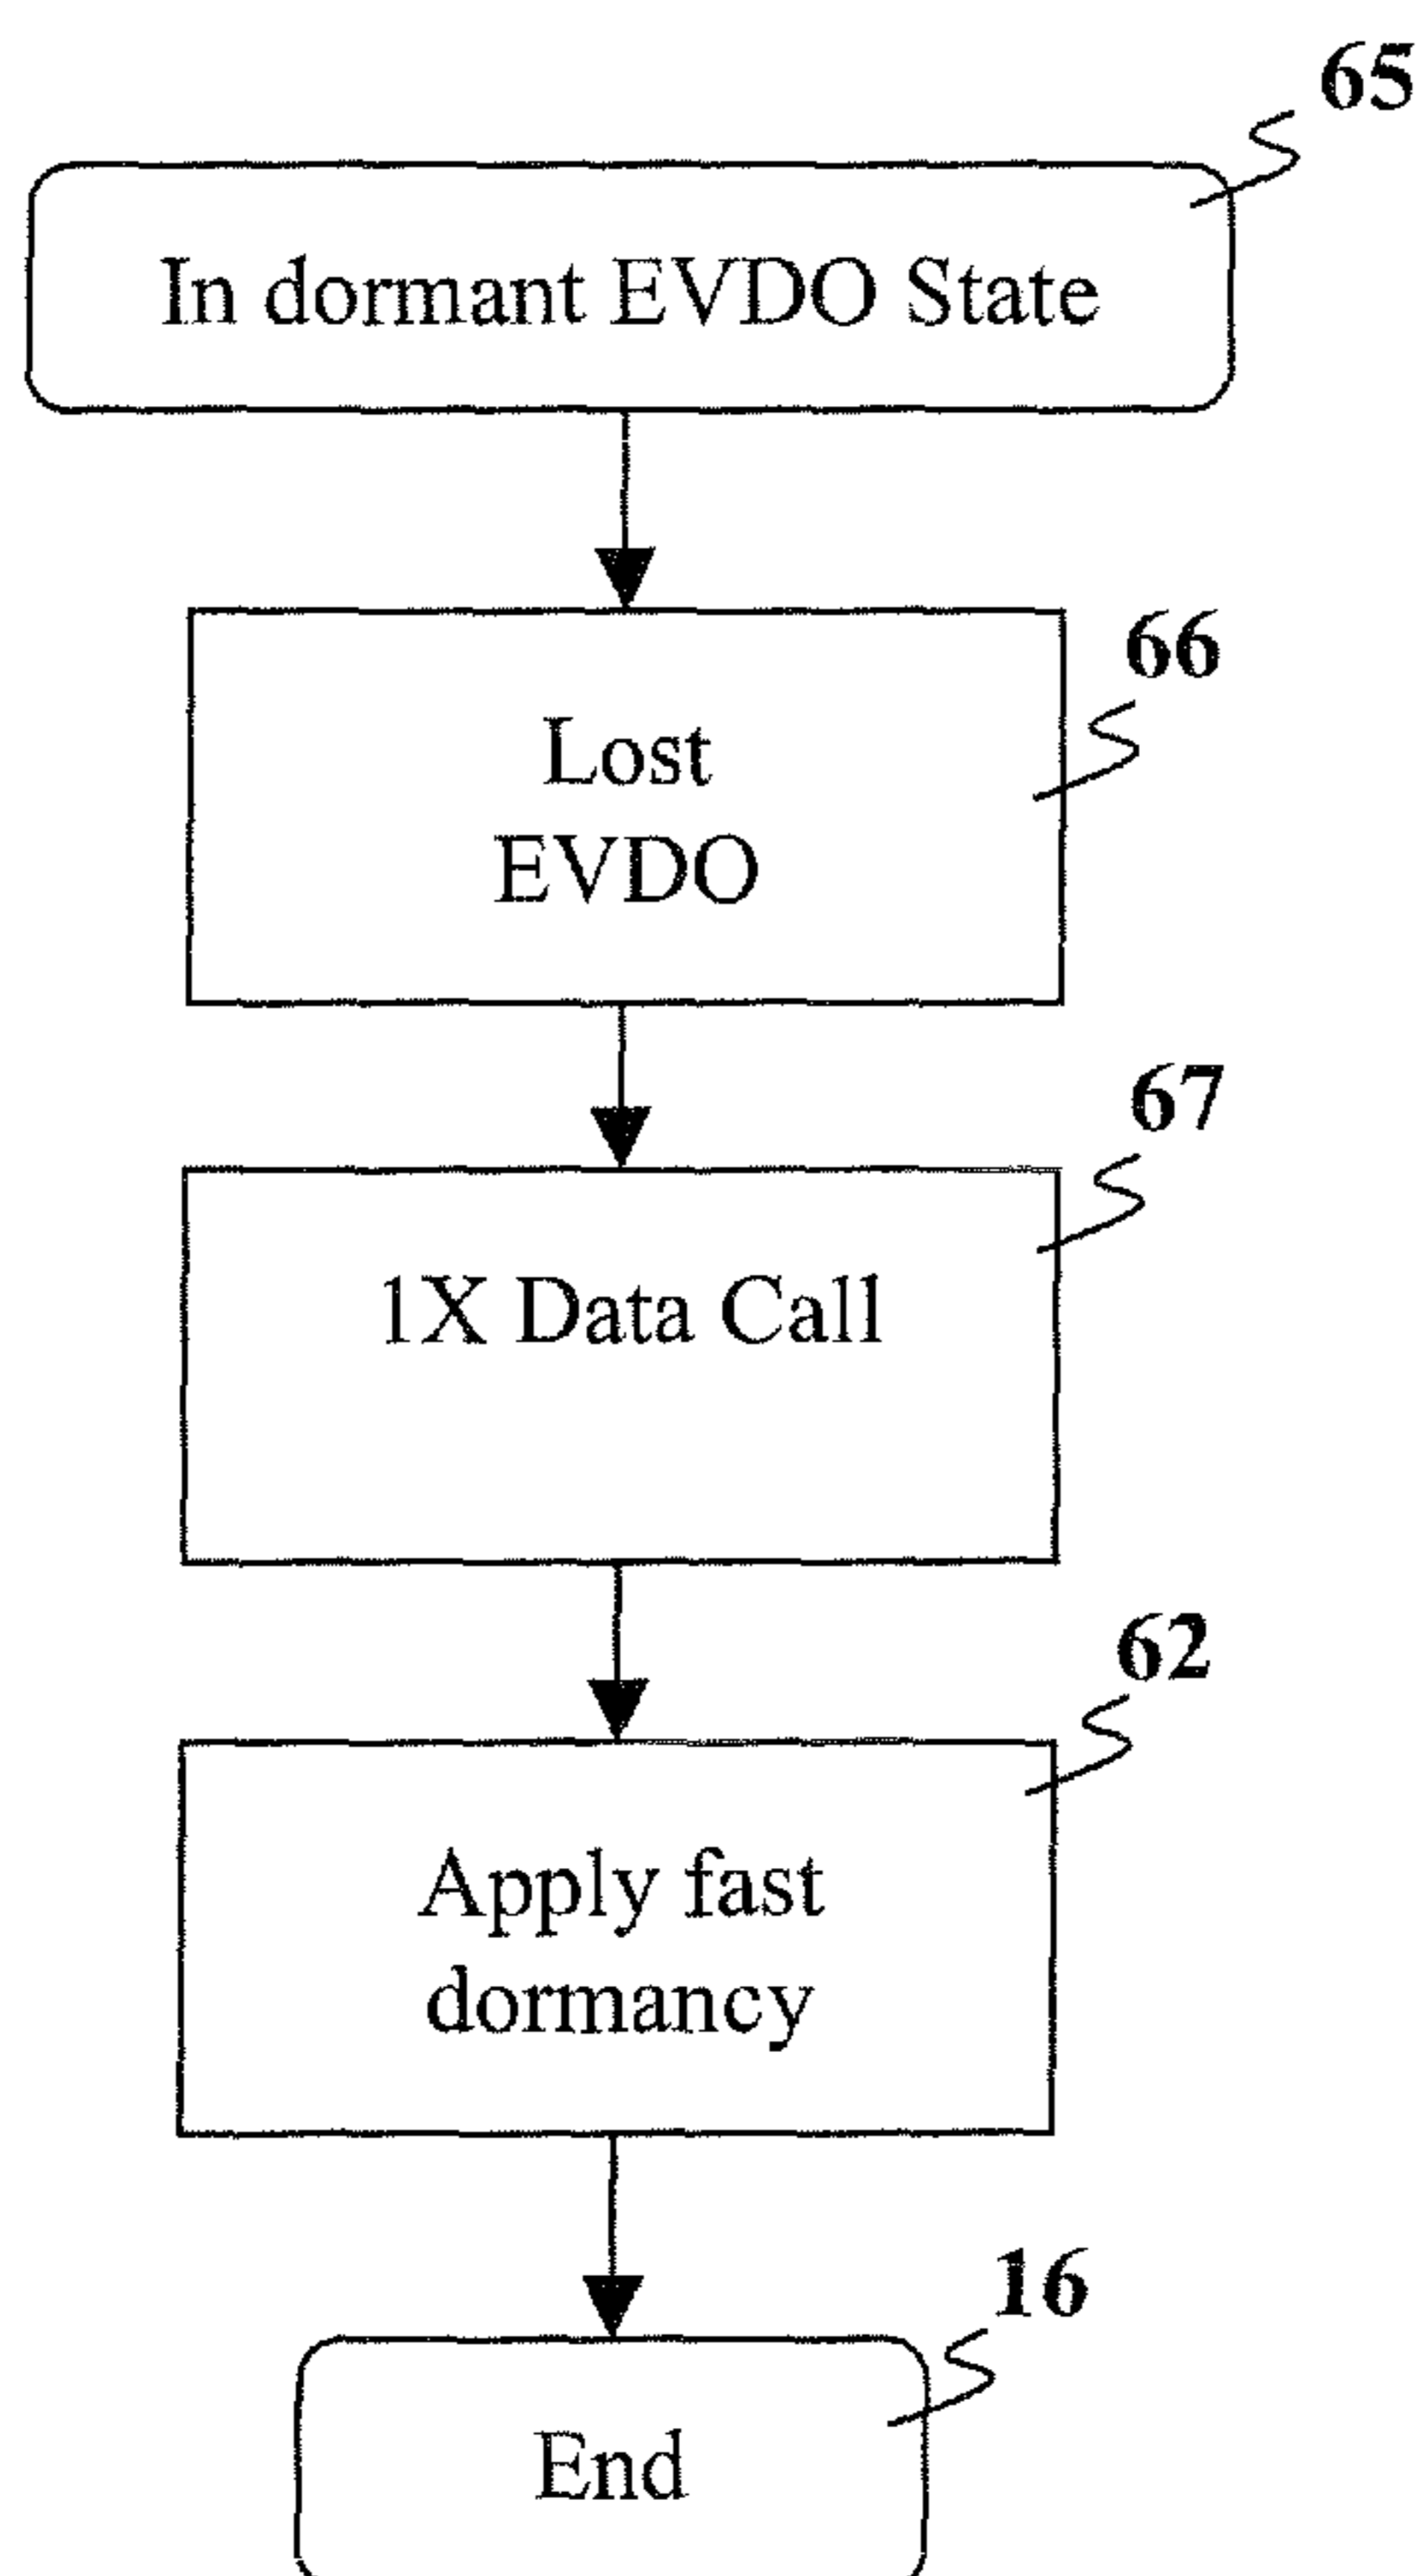 65
In dormant EVDO State
66
Lost
EVDO
67
1X Data Call
62
Apply fast
dormancy
16
End